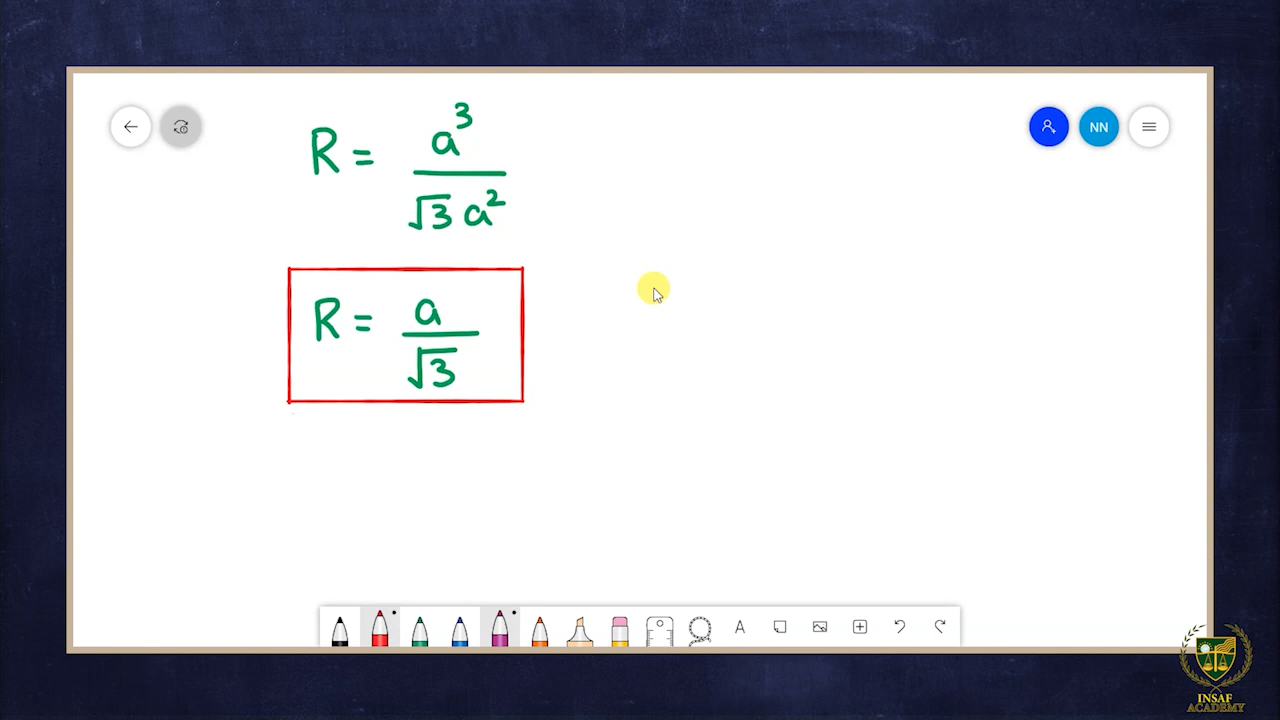 NN
R = a³ / √3 a²
R = a / √3
A
INSAF
ACADEMY